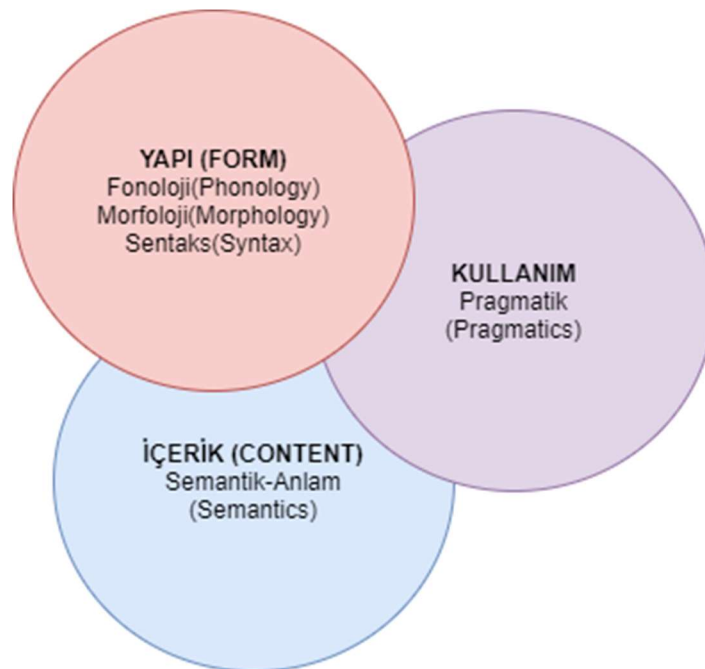 YAPI (FORM)
Fonoloji(Phonology)
Morfoloji(Morphology)
Sentaks(Syntax)
KULLANIM
Pragmatik
(Pragmatics)
İÇERİK (CONTENT)
Semantik-Anlam
(Semantics)